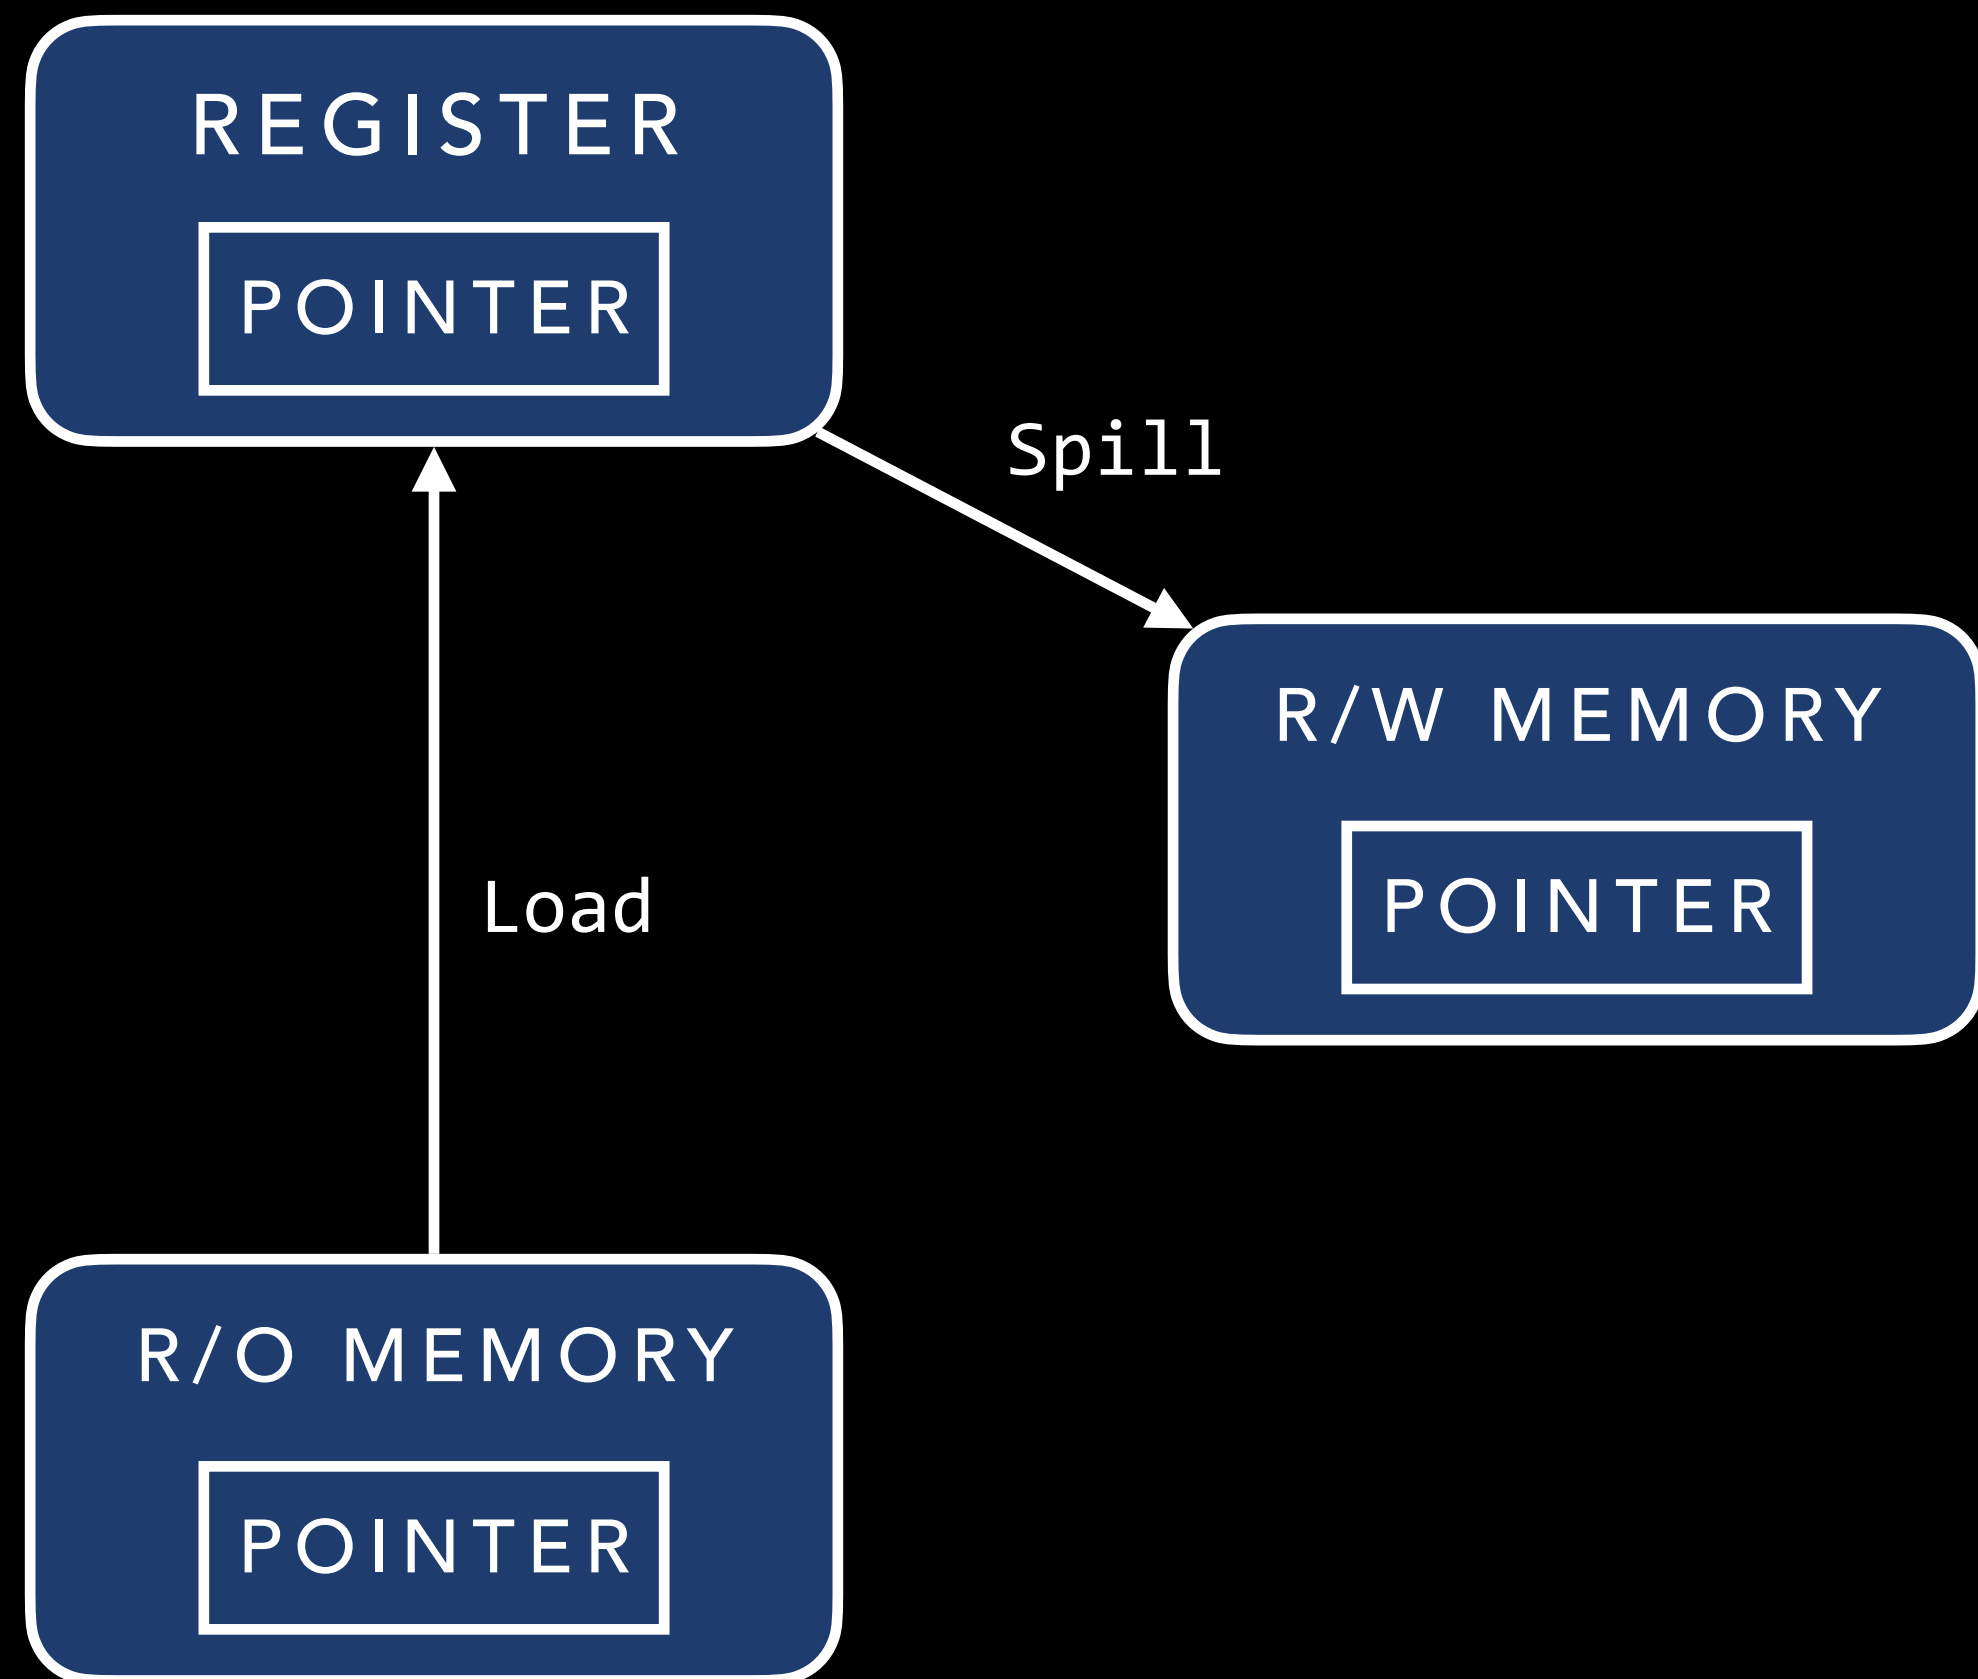 REGISTER
POINTER
Spill
R/W MEMORY
POINTER
Load
R/O MEMORY
POINTER